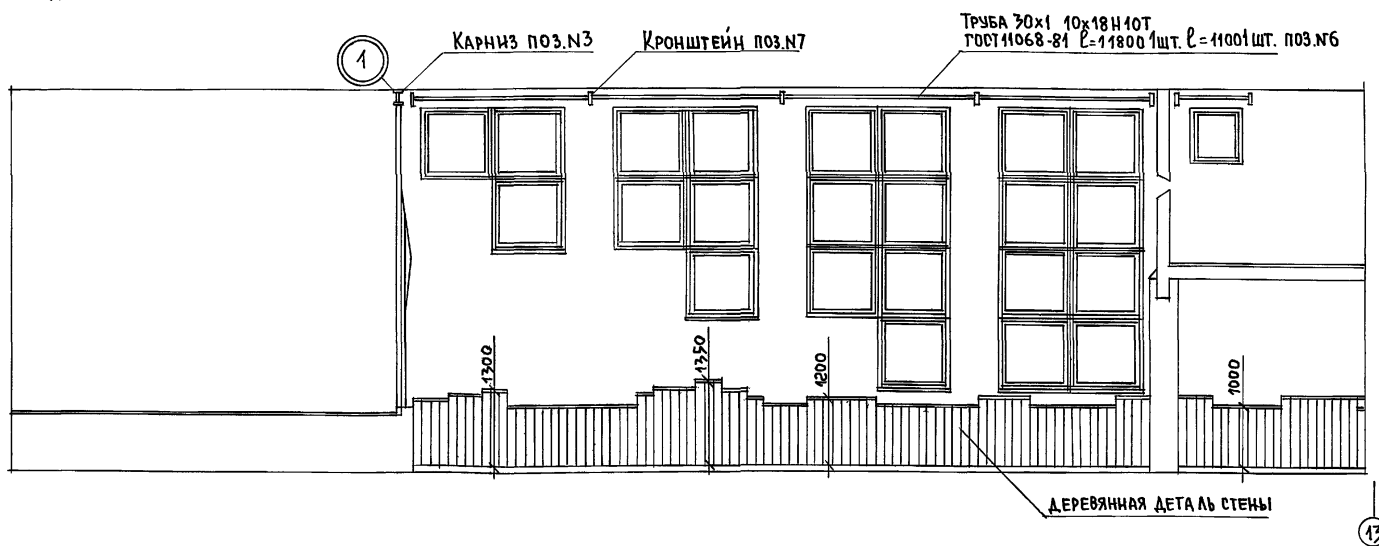 1
КАРНИЗ ПОЗ.N3
КРОНШТЕЙН ПОЗ.N7
ТРУБА 30х1 10х18Н10Т
ГОСТ11068-81 ℓ=11800 1ШТ. ℓ=1100 1ШТ. ПОЗ.N6
1300
1350
1200
1000
ДЕРЕВЯННАЯ ДЕТАЛЬ СТЕНЫ
13